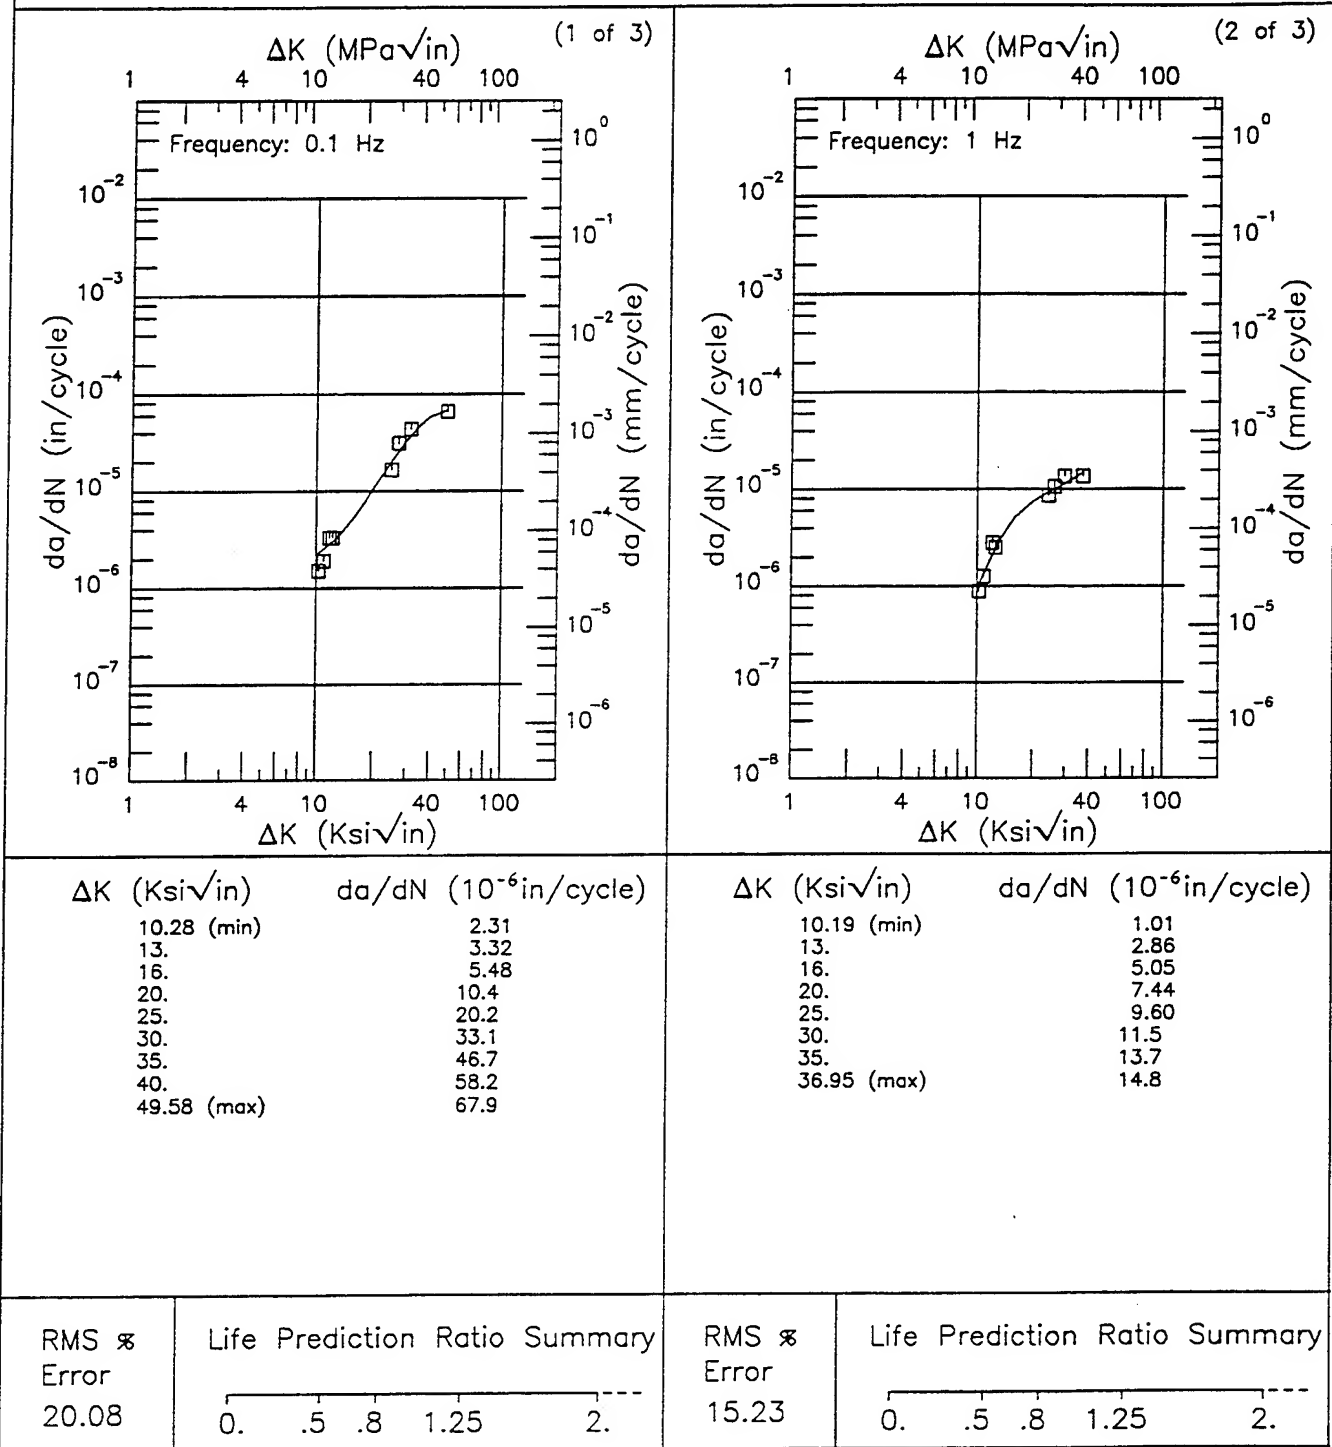 (1 of 3)
ΔK (MPa√in)
1 4 10 40 100
Frequency: 0.1 Hz
10⁰
10⁻²
10⁻¹
10⁻³
10⁻²
10⁻⁴
10⁻³
10⁻⁵
10⁻⁴
10⁻⁶
10⁻⁵
10⁻⁷
10⁻⁶
10⁻⁸
da/dN (in/cycle)
da/dN (mm/cycle)
1 4 10 40 100
ΔK (Ksi√in)
ΔK (Ksi√in) da/dN (10⁻⁶in/cycle)
10.28 (min) 2.31
13. 3.32
16. 5.48
20. 10.4
25. 20.2
30. 33.1
35. 46.7
40. 58.2
49.58 (max) 67.9
RMS %
Error
20.08
Life Prediction Ratio Summary
0. .5 .8 1.25 2.
(2 of 3)
ΔK (MPa√in)
1 4 10 40 100
Frequency: 1 Hz
10⁰
10⁻²
10⁻¹
10⁻³
10⁻²
10⁻⁴
10⁻³
10⁻⁵
10⁻⁴
10⁻⁶
10⁻⁵
10⁻⁷
10⁻⁶
10⁻⁸
da/dN (in/cycle)
da/dN (mm/cycle)
1 4 10 40 100
ΔK (Ksi√in)
ΔK (Ksi√in) da/dN (10⁻⁶in/cycle)
10.19 (min) 1.01
13. 2.86
16. 5.05
20. 7.44
25. 9.60
30. 11.5
35. 13.7
36.95 (max) 14.8
RMS %
Error
15.23
Life Prediction Ratio Summary
0. .5 .8 1.25 2.